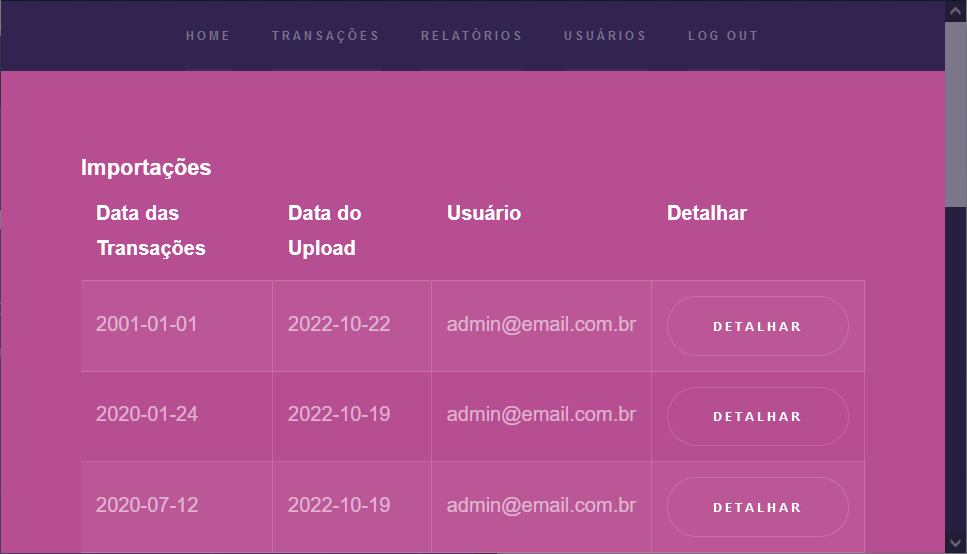 HOME TRANSAÇÕES RELATÓRIOS USUÁRIOS LOG OUT
Importações
Data das Transações Data do Upload Usuário Detalhar
2001-01-01 2022-10-22 admin@email.com.br DETALHAR
2020-01-24 2022-10-19 admin@email.com.br DETALHAR
2020-07-12 2022-10-19 admin@email.com.br DETALHAR